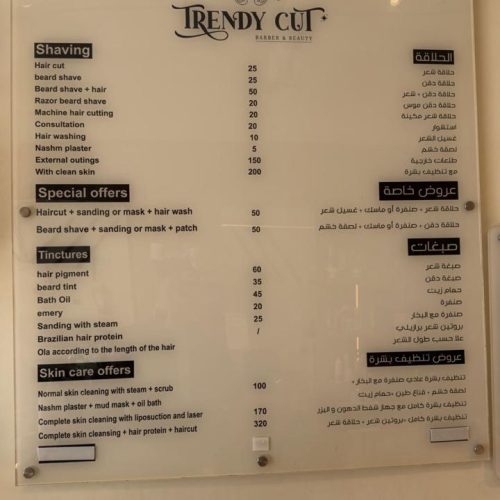 TRENDY CUT
BARBER & BEAUTY
Shaving الحلاقة
Hair cut 25 حلاقة شعر
beard shave 25 حلاقة دقن
Beard shave + hair 50 حلاقة دقن + شعر
Razor beard shave 20 حلاقة دقن موس
Machine hair cutting 20 حلاقة شعر مكينة
Consultation 20 استشوار
Hair washing 10 غسيل الشعر
Nashm plaster 5 لصقة خشم
External outings 150 طلعات خارجية
With clean skin 200 مع تنظيف بشرة
Special offers عروض خاصة
Haircut + sanding or mask + hair wash 50 حلاقة شعر + صنفرة أو ماسك + غسيل شعر
Beard shave + sanding or mask + patch 50 حلاقة دقن + صنفرة أو ماسك + لصقة خشم
Tinctures صبغات
hair pigment 60 صبغة شعر
beard tint 35 صبغة دقن
Bath Oil 45 حمام زيت
emery 20 صنفرة
Sanding with steam 25 صنفرة مع البخار
Brazilian hair protein / بروتين شعر برازيلي
Ola according to the length of the hair علا حسب طول الشعر
Skin care offers عروض تنظيف بشرة
Normal skin cleaning with steam + scrub 100 تنظيف بشرة عادي صنفرة مع البخار +
Nashm plaster + mud mask + oil bath لصقة خشم + قناع طين +حمام زيت
Complete skin cleaning with liposuction and laser 170 تنظيف بشرة كامل مع جهاز شفط الدهون و اليزر
Complete skin cleansing + hair protein + haircut 320 تنظيف بشرة كامل +بروتين شعر + حلاقة شعر